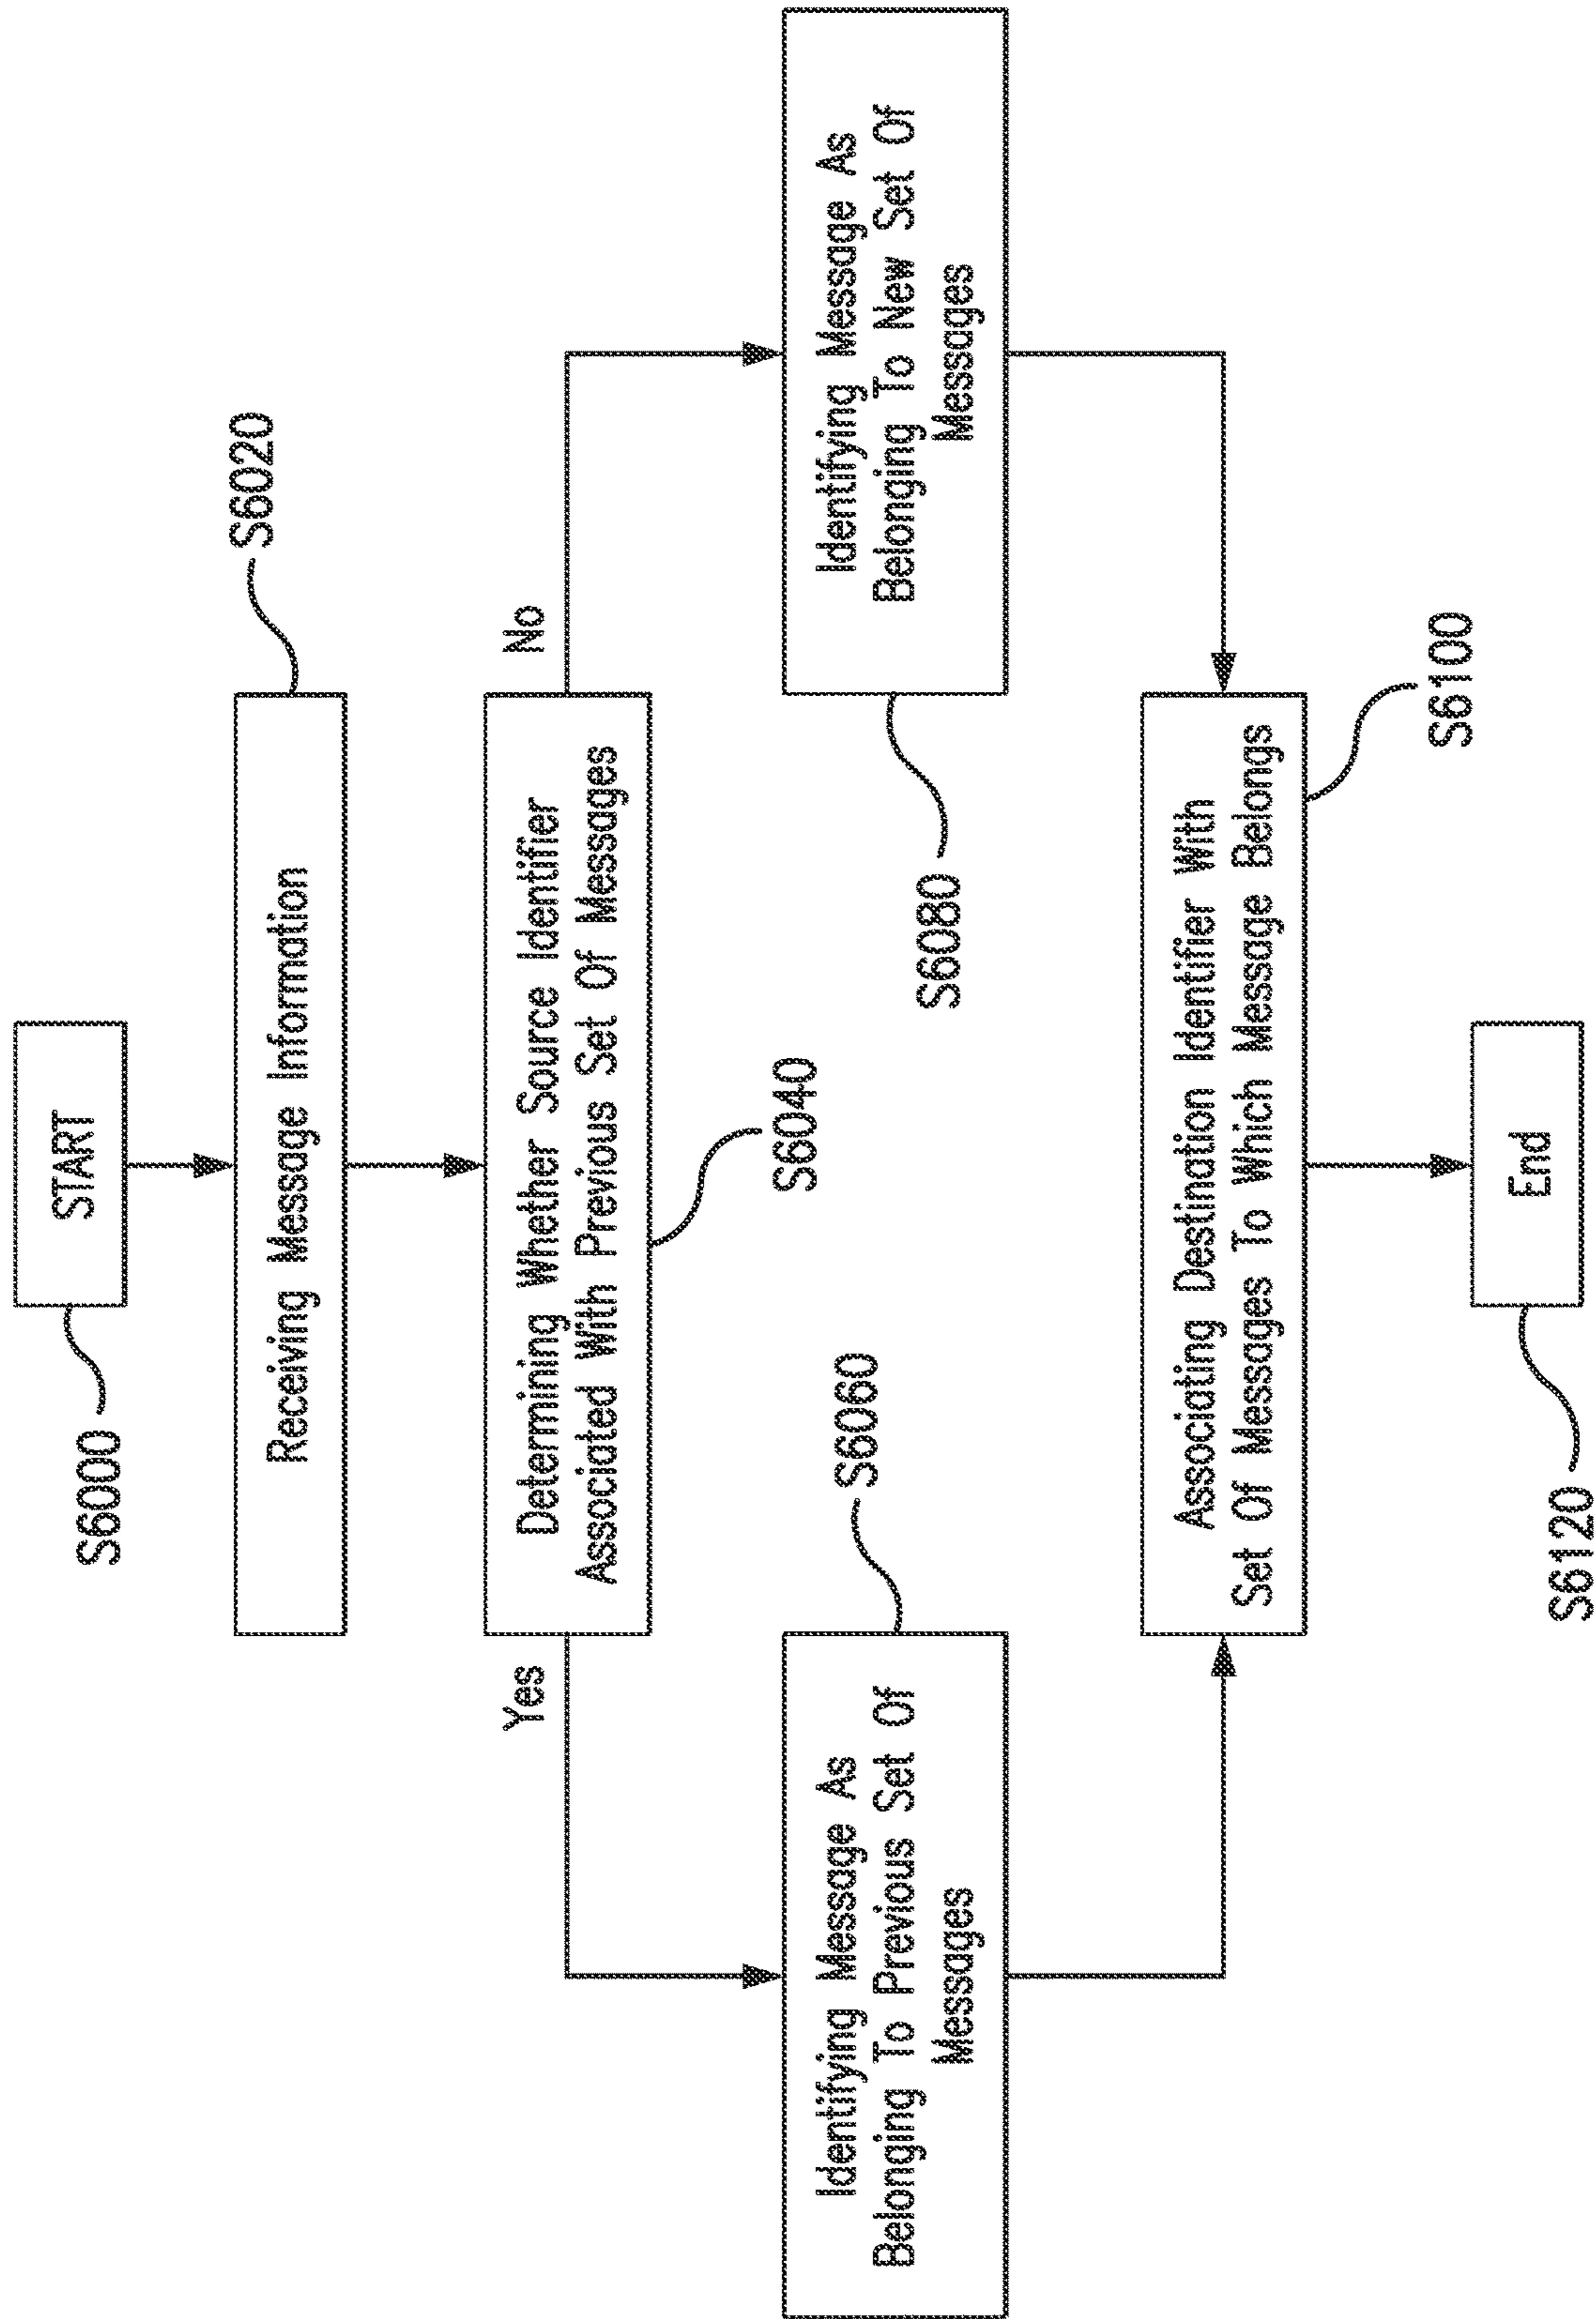 START
S6000
Receiving Message Information
S6020
Determining Whether Source Identifier
Associated With Previous Set Of Messages
S6040
Yes
No
Identifying Message As
Belonging To Previous Set Of
Messages
S6060
Identifying Message As
Belonging To New Set Of
Messages
S6080
Associating Destination Identifier With
Set Of Messages To Which Message Belongs
S6100
End
S6120